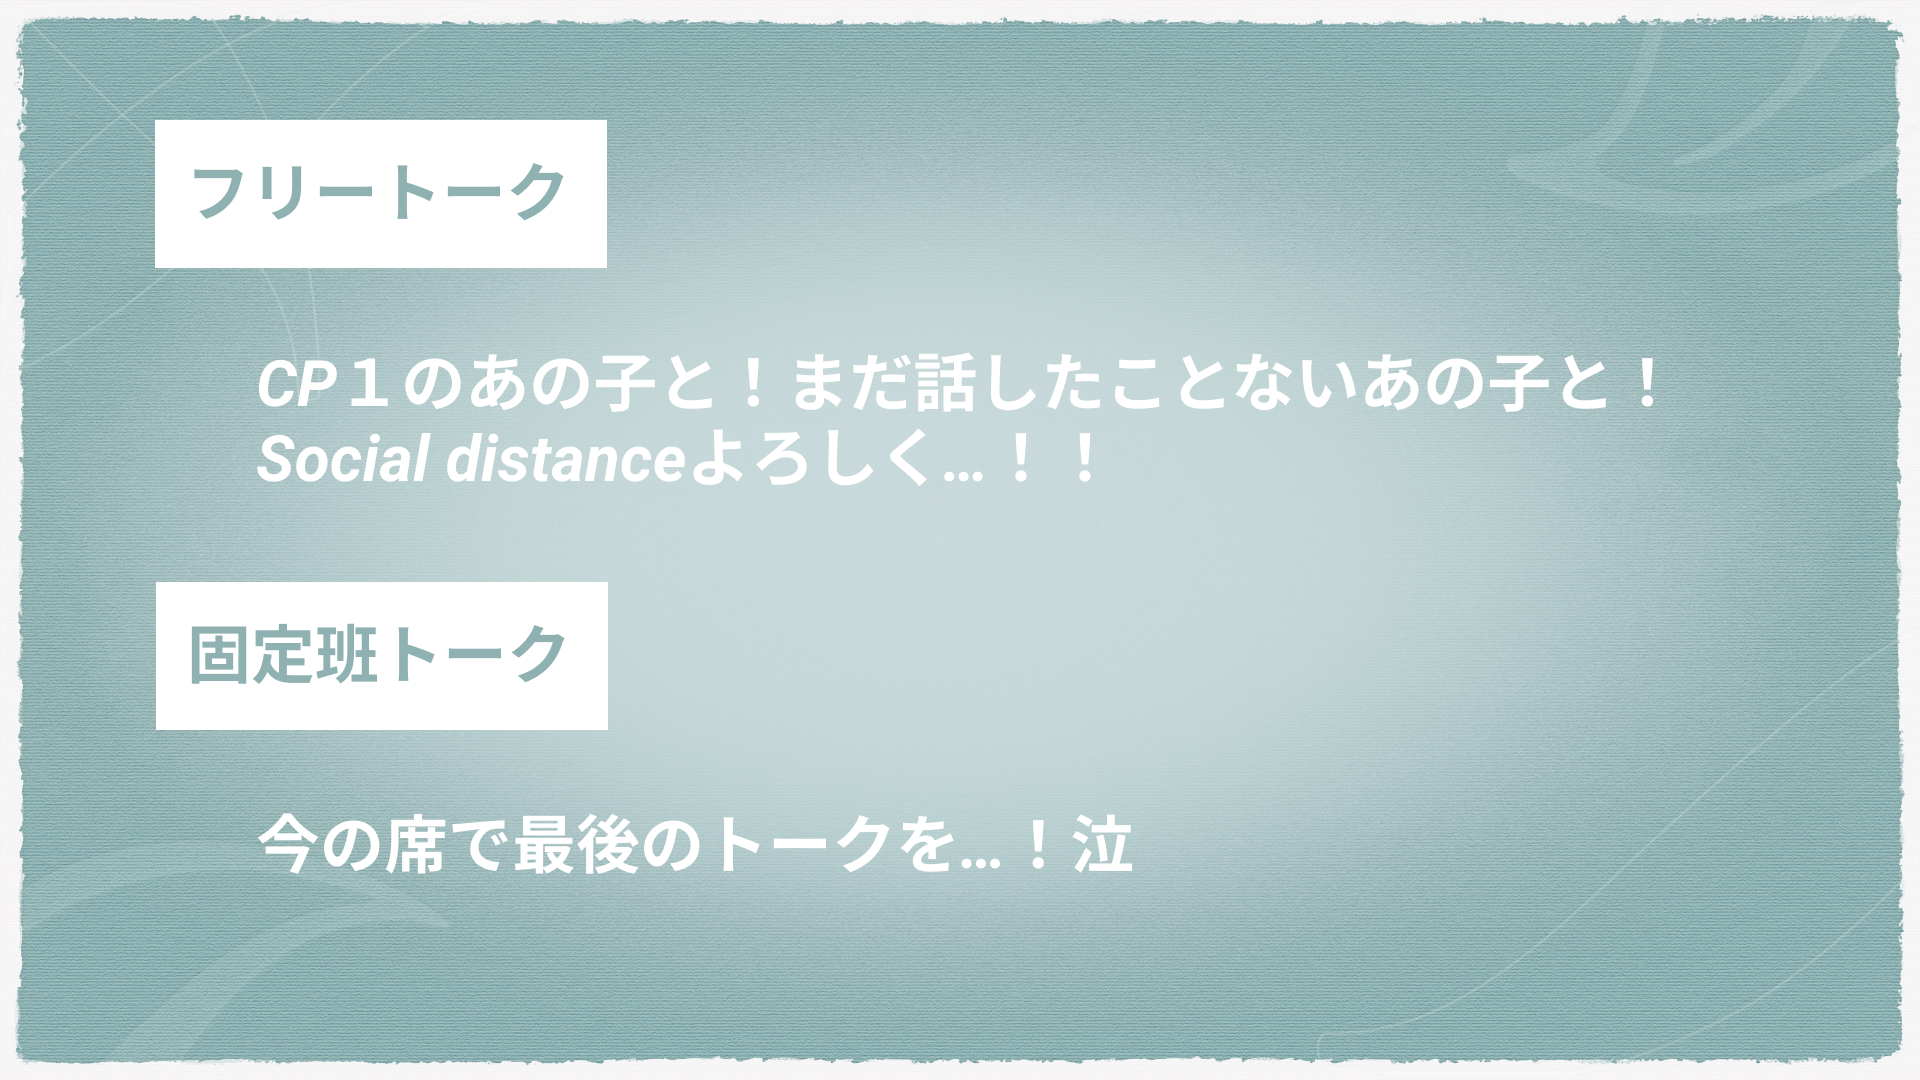 フリートーク
CP１のあの子と！まだ話したことないあの子と！
Social distanceよろしく…！！
固定班トーク
今の席で最後のトークを…！泣